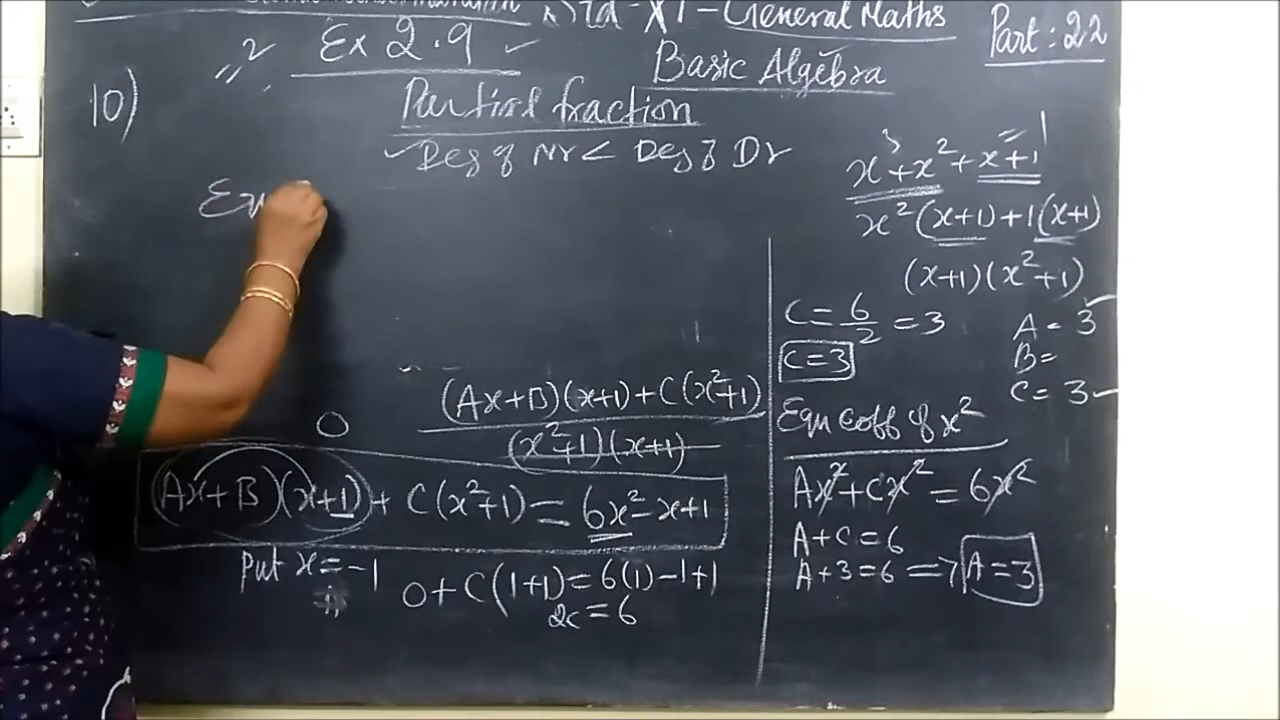 Std-XI-General Maths
Part: 22
Ex 2.9
Basic Algebra
10)
Partial fraction
Deg of Nr < Deg of Dr
Equ
x³+x²+x+1
x²(x+1)+1(x+1)
(x+1)(x²+1)
(Ax+B)(x+1)+C(x²+1)
(x²+1)(x+1)
0
(Ax+B)(x+1)+C(x²+1)=6x²-x+1
Put x=-1
0+C(1+1)=6(1)-1+1
2c=6
C=6/2=3
C=3
A=3
B=
C=3
Equ Coff of x²
Ax²+Cx²=6x²
A+C=6
A+3=6=7 A=3